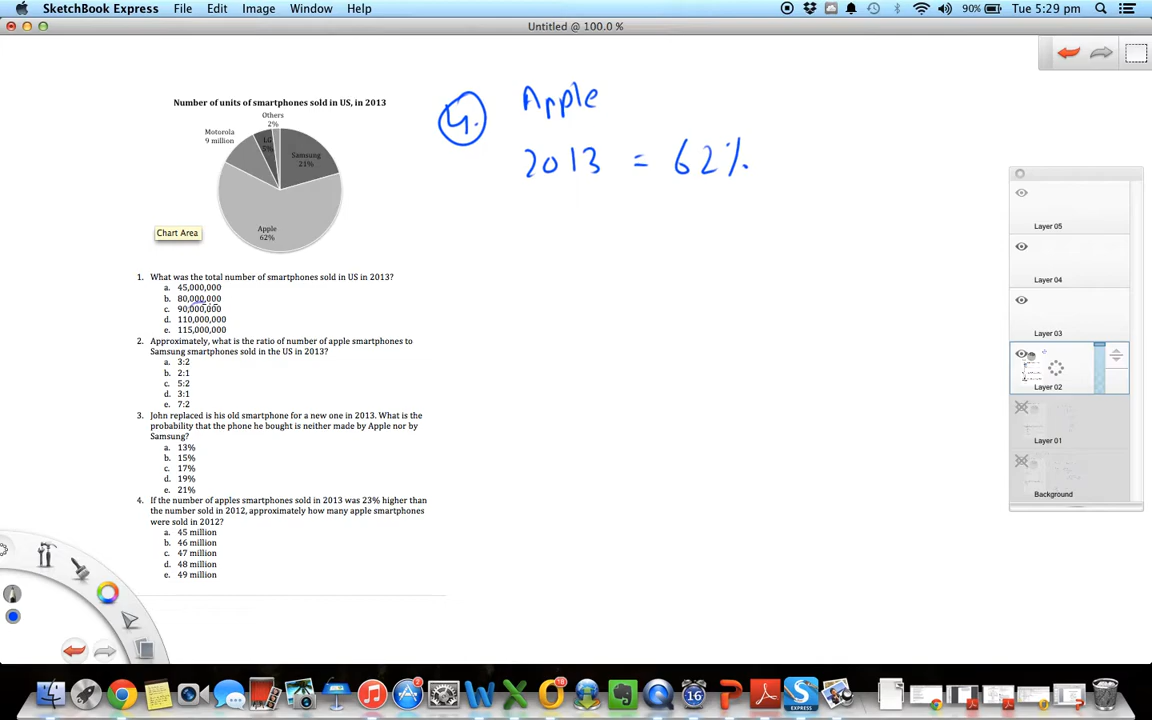 SketchBook Express File Edit Image Window Help
90% Tue 5:29 pm
Untitled @ 100.0 %
Number of units of smartphones sold in US, in 2013
Others
2%
Motorola
9 million
Samsung
21%
Apple
62%
Chart Area
4. Apple
2013 = 62%
1. What was the total number of smartphones sold in US in 2013?
a. 45,000,000
b. 80,000,000
c. 90,000,000
d. 110,000,000
e. 115,000,000
2. Approximately, what is the ratio of number of apple smartphones to
Samsung smartphones sold in the US in 2013?
a. 3:2
b. 2:1
c. 5:2
d. 3:1
e. 7:2
3. John replaced is his old smartphone for a new one in 2013. What is the
probability that the phone he bought is neither made by Apple nor by
Samsung?
a. 13%
b. 15%
c. 17%
d. 19%
e. 21%
4. If the number of apples smartphones sold in 2013 was 23% higher than
the number sold in 2012, approximately how many apple smartphones
were sold in 2012?
a. 45 million
b. 46 million
c. 47 million
d. 48 million
e. 49 million
Layer 05
Layer 04
Layer 03
Layer 02
Layer 01
Background
16
EXPRESS